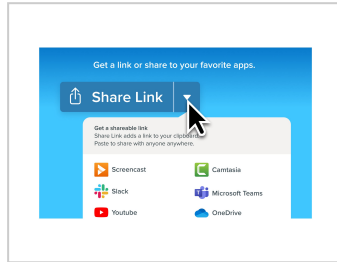 Get a link or share to your favorite apps.
Share Link
Get a shareable link
Share Link adds a link to your clipboard.
Paste to share with anyone anywhere.
Screencast
Camtasia
Slack
Microsoft Teams
Youtube
OneDrive